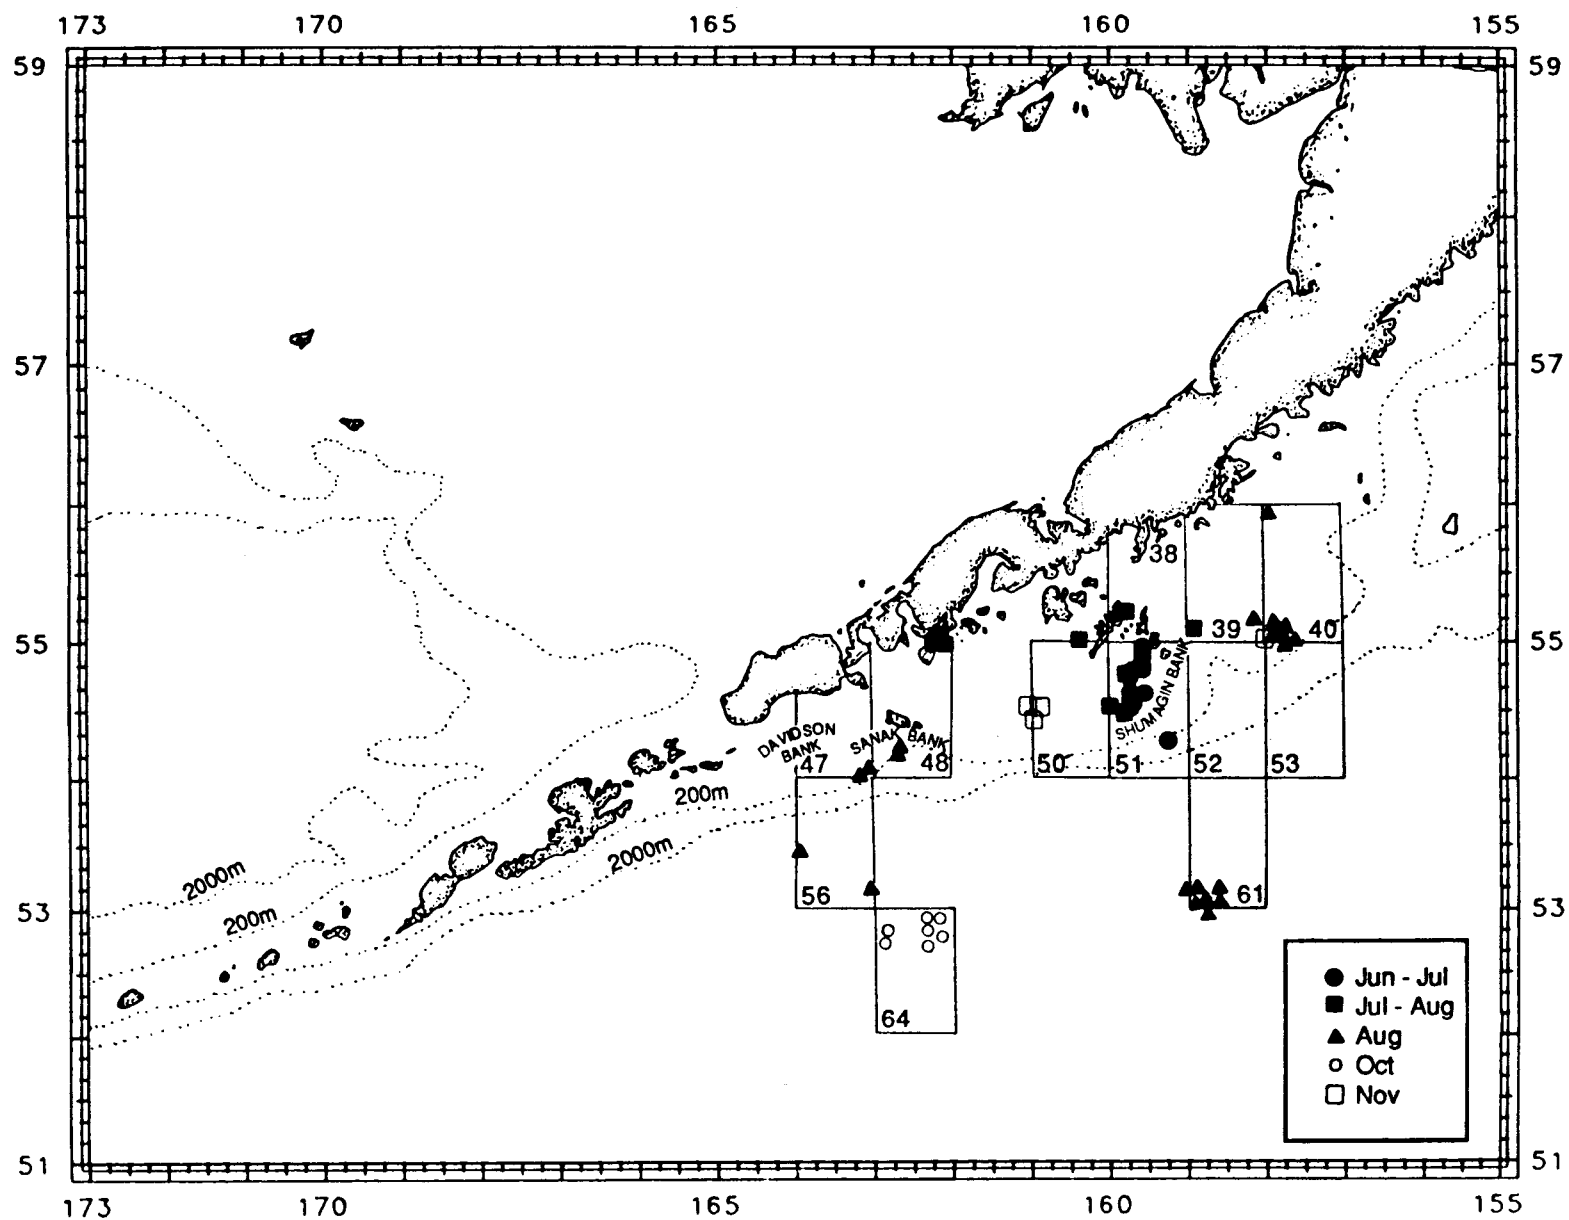 173 170 165 160 155
59 59
57 57
38
55 39 40 55
SHUMAGIN BANK
DAVIDSON
BANK
SANAK BANK
47 48 50 51 52 53
200m
2000m
2000m
200m
56 61
53 53
64
Jun - Jul
Jul - Aug
Aug
Oct
Nov
51 51
173 170 165 160 155